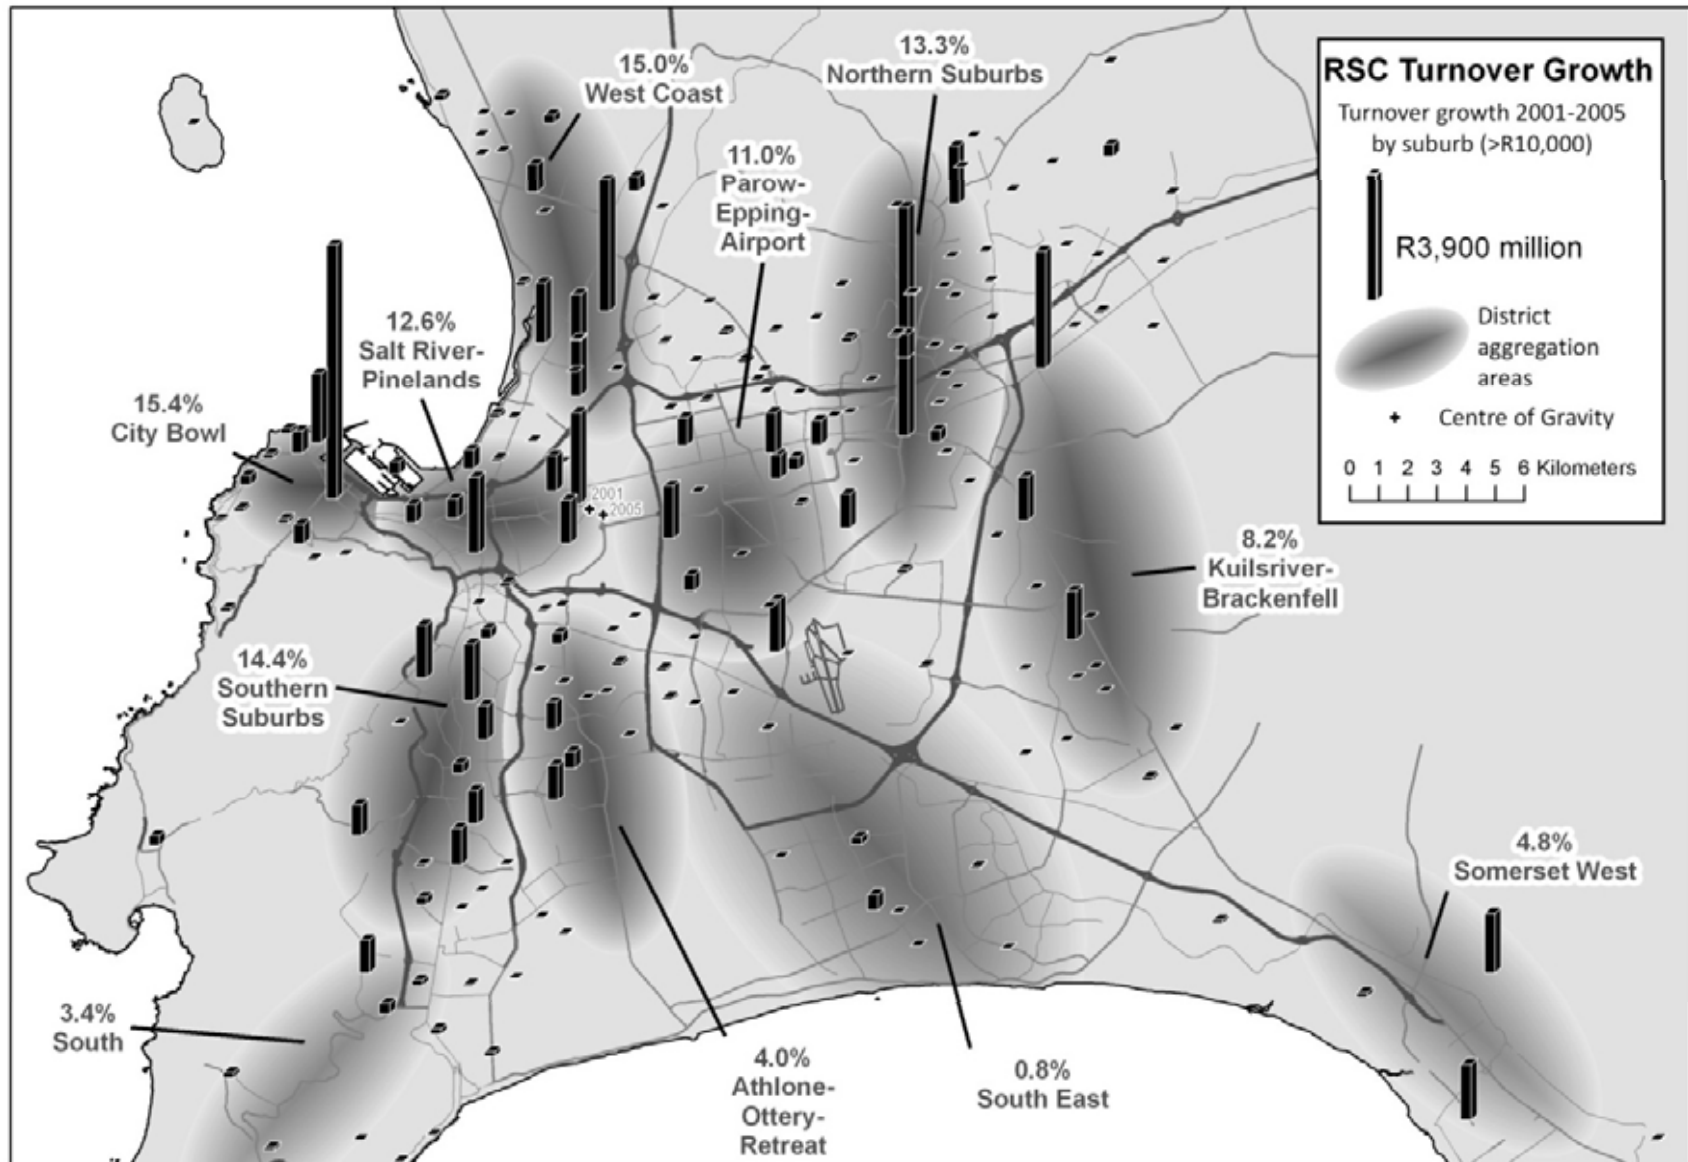 15.0%
West Coast
13.3%
Northern Suburbs
11.0%
Parow-
Epping-
Airport
12.6%
Salt River-
Pinelands
15.4%
City Bowl
2001
2005
8.2%
Kuilsriver-
Brackenfell
14.4%
Southern
Suburbs
4.8%
Somerset West
3.4%
South
4.0%
Athlone-
Ottery-
Retreat
0.8%
South East
RSC Turnover Growth
Turnover growth 2001-2005
by suburb (>R10,000)
R3,900 million
District
aggregation
areas
Centre of Gravity
0 1 2 3 4 5 6 Kilometers